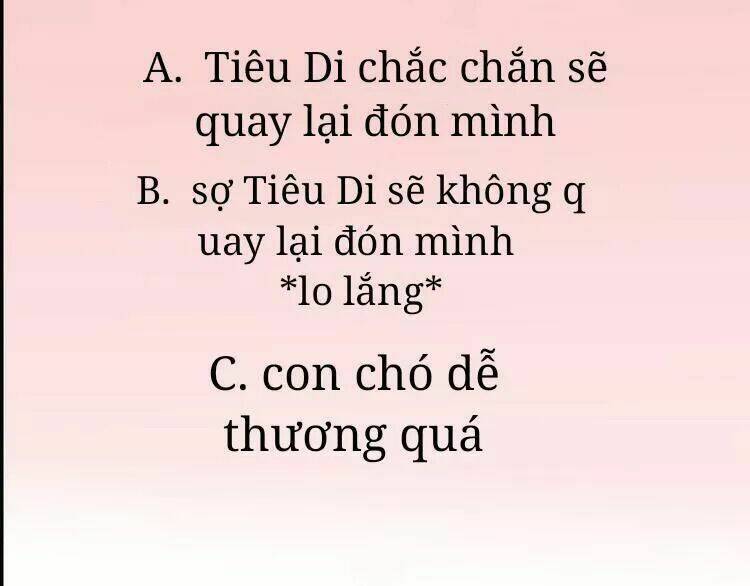 A. Tiêu Di chắc chắn sẽ
quay lại đón mình
B. sợ Tiêu Di sẽ không q
uay lại đón mình
*lo lắng*
C. con chó dễ
thương quá